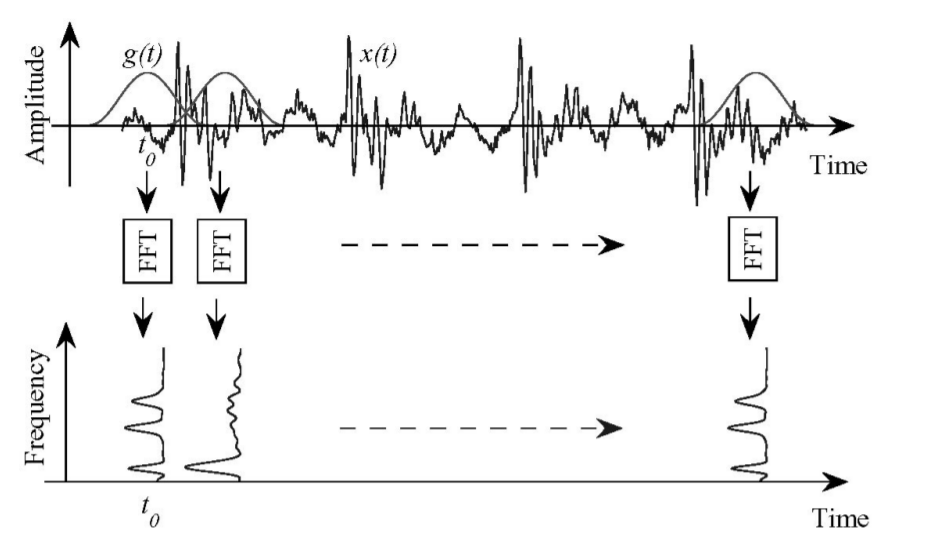 Amplitude
g(t)
x(t)
t0
Time
FFT
FFT
FFT
Frequency
t0
Time